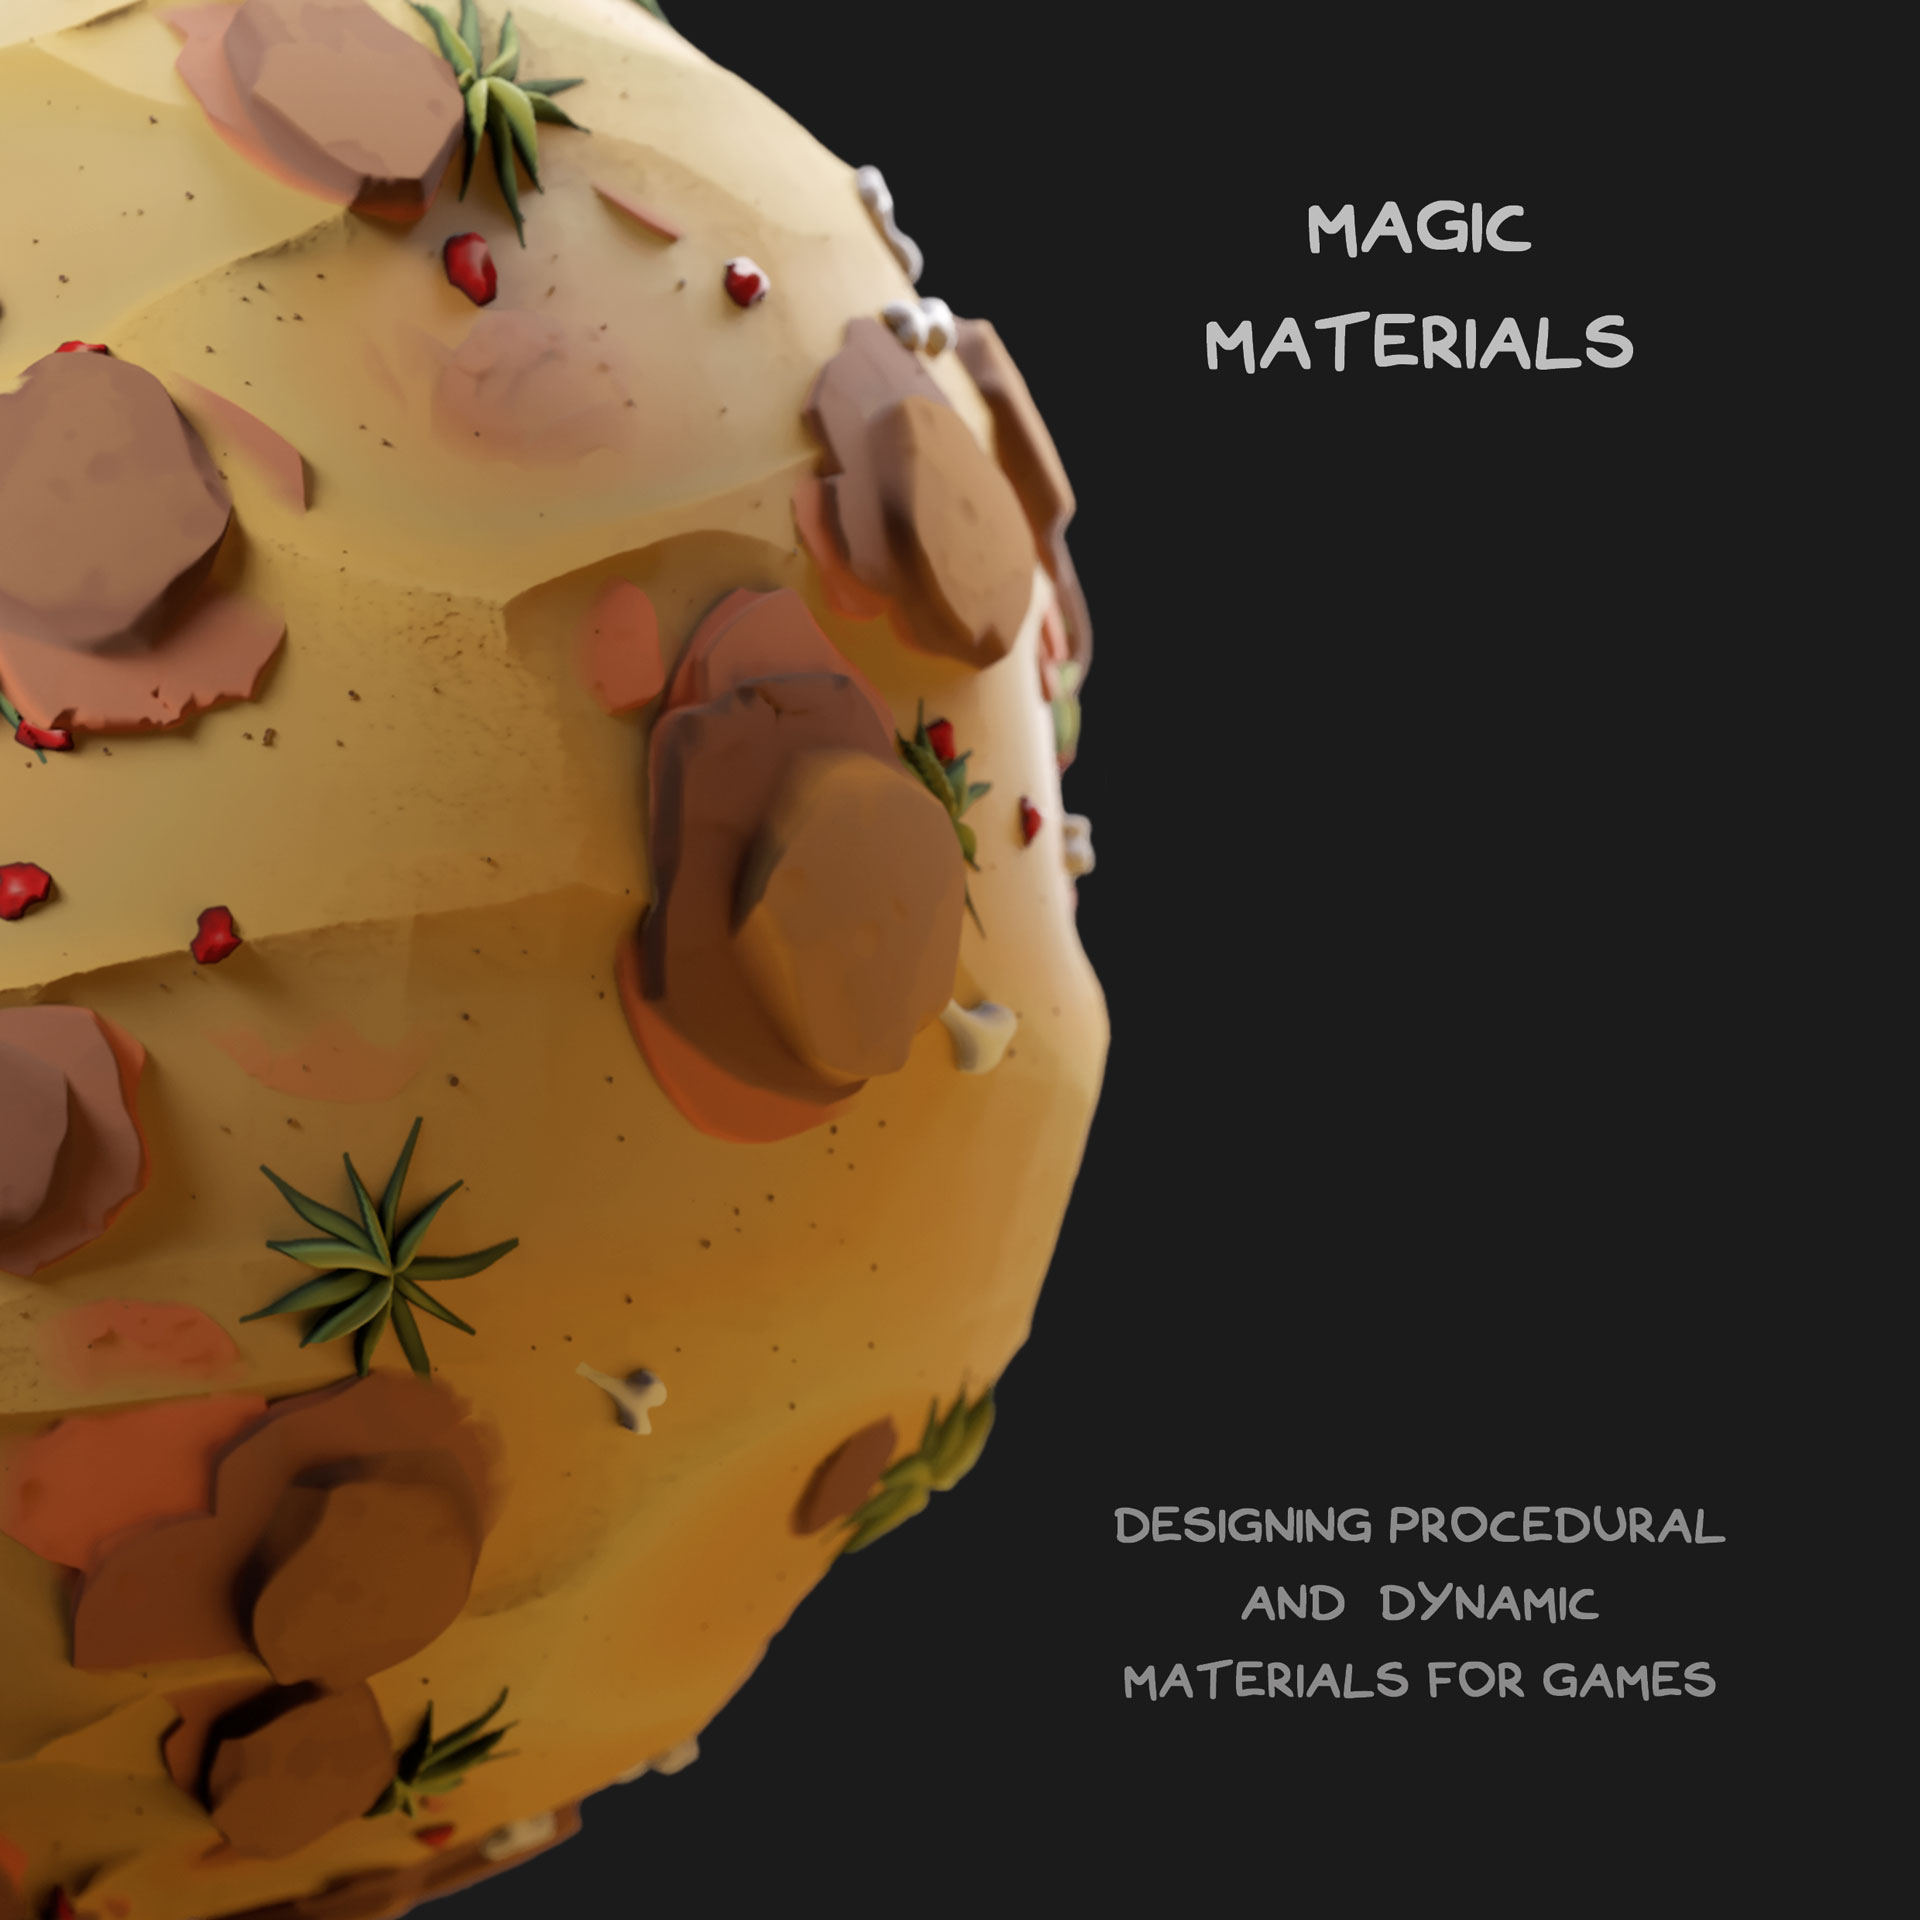 MAGIC
MATERIALS
DESIGNING PROCEDURAL
AND DYNAMIC
MATERIALS FOR GAMES